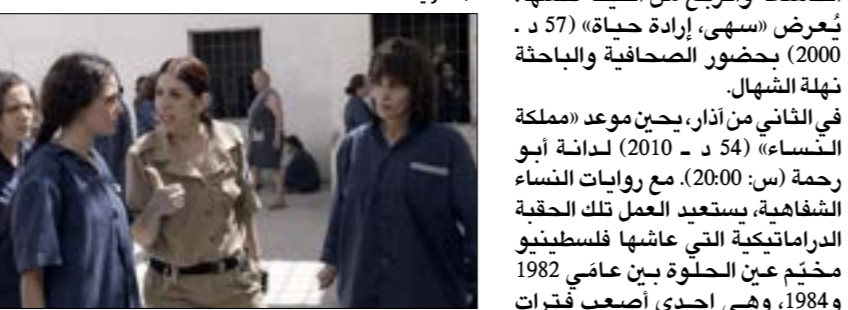 يُعرض «سهى، إرادة حياة» (57 د .
2000) بحضور الصحافية والباحثة
نهلة الشهال.
في الثاني من آذار، يحين موعد «مملكة
النساء» (54 د ـ 2010) لدانة أبو
رحمة (س: 20:00). مع روايات النساء
الشفاهية، يستعيد العمل تلك الحقبة
الدراماتيكية التي عاشها فلسطينيو
مخيّم عين الحلوة بين عامَي 1982
و1984، وهي إحدى أصعب فترات